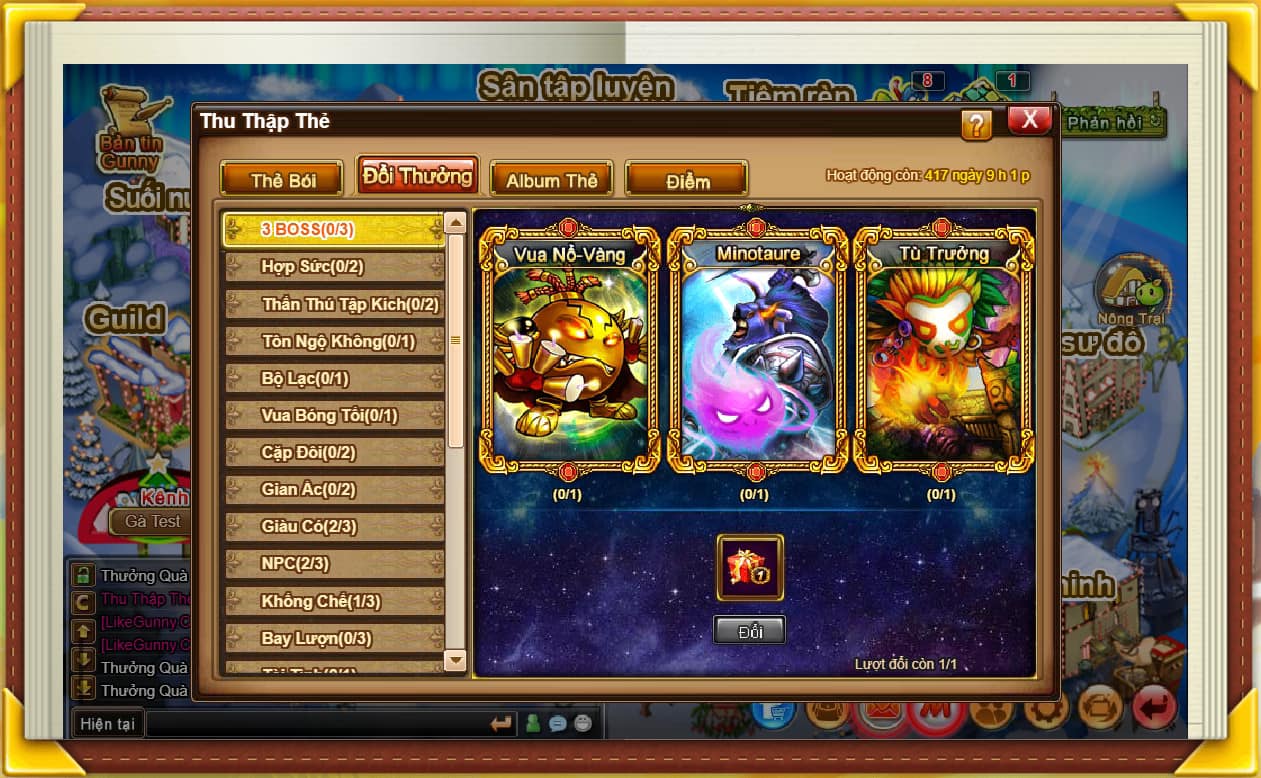 Sân tập luyện
Tiệm rèn
8
1
Bản tin
Gunny
Phản hồi
Thu Thập Thẻ
?
X
Suối nư
Thẻ Bói
Đổi Thưởng
Album Thẻ
Điểm
Hoạt động còn: 417 ngày 9 h 1 p
3 BOSS(0/3)
Hợp Sức(0/2)
Thần Thú Tập Kích(0/2)
Tôn Ngộ Không(0/1)
Bộ Lạc(0/1)
Vua Bóng Tối(0/1)
Cặp Đôi(0/2)
Gian Ác(0/2)
Giàu Có(2/3)
NPC(2/3)
Khống Chế(1/3)
Bay Lượn(0/3)
Vua Nỗ-Vàng
Minotaure
Tù Trưởng
(0/1)
(0/1)
(0/1)
1
Đổi
Lượt đổi còn 1/1
Guild
Nông Trại
sư đồ
Kênh
Gà Test
Thưởng Quà
Thu Thập Thẻ
[LikeGunny C
[LikeGunny C
Thưởng Quà
Thưởng Quà
Hiện tại